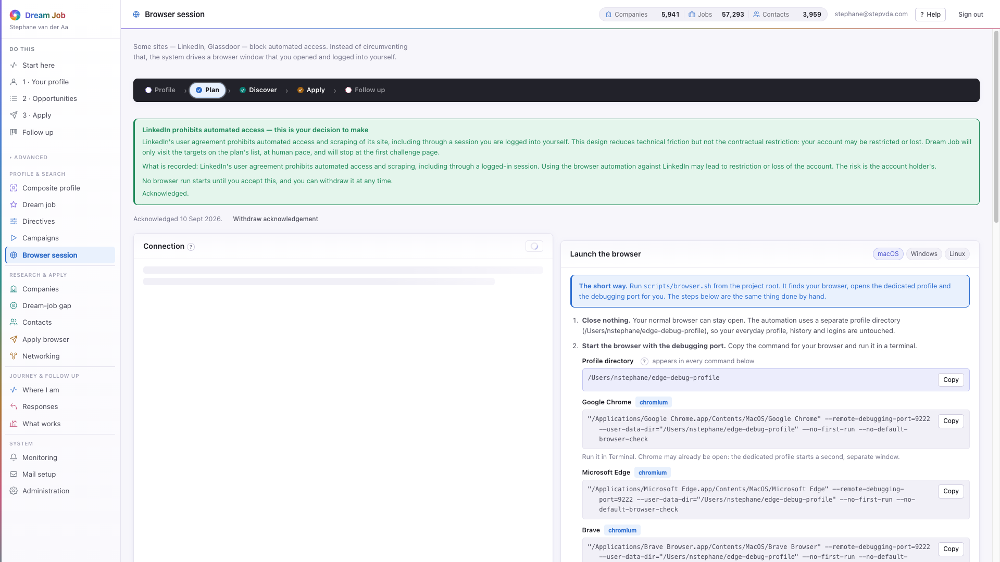 Dream Job
Stephane van der Aa
DO THIS
Start here
1 · Your profile
2 · Opportunities
3 · Apply
Follow up
ADVANCED
PROFILE & SEARCH
Composite profile
Dream job
Directives
Campaigns
Browser session
RESEARCH & APPLY
Companies
Dream-job gap
Contacts
Apply browser
Networking
JOURNEY & FOLLOW UP
Where I am
Responses
What works
SYSTEM
Monitoring
Mail setup
Administration
Browser session
Companies 5,941 Jobs 57,293 Contacts 3,959
stephane@stepvda.com
? Help
Sign out
Some sites — LinkedIn, Glassdoor — block automated access. Instead of circumventing
that, the system drives a browser window that you opened and logged into yourself.
Profile › Plan › Discover › Apply › Follow up
LinkedIn prohibits automated access — this is your decision to make
LinkedIn's user agreement prohibits automated access and scraping of its site, including through a session you are logged into yourself. This design reduces technical friction but not the contractual restriction: your account may be restricted or lost. Dream Job will
only visit the targets on the plan's list, at human pace, and will stop at the first challenge page.
What is recorded: LinkedIn's user agreement prohibits automated access and scraping, including through a logged-in session. Using the browser automation against LinkedIn may lead to restriction or loss of the account. The risk is the account holder's.
No browser run starts until you accept this, and you can withdraw it at any time.
Acknowledged.
Acknowledged 10 Sept 2026. Withdraw acknowledgement
Connection ?
Launch the browser
macOS Windows Linux
The short way. Run scripts/browser.sh from the project root. It finds your browser, opens the dedicated profile and
the debugging port for you. The steps below are the same thing done by hand.
1. Close nothing. Your normal browser can stay open. The automation uses a separate profile directory
(/Users/nstephane/edge-debug-profile), so your everyday profile, history and logins are untouched.
2. Start the browser with the debugging port. Copy the command for your browser and run it in a terminal.
Profile directory ? appears in every command below
/Users/nstephane/edge-debug-profile
Copy
Google Chrome chromium
"/Applications/Google Chrome.app/Contents/MacOS/Google Chrome" --remote-debugging-port=9222
--user-data-dir="/Users/nstephane/edge-debug-profile" --no-first-run --no-default-
browser-check
Copy
Run it in Terminal. Chrome may already be open: the dedicated profile starts a second, separate window.
Microsoft Edge chromium
"/Applications/Microsoft Edge.app/Contents/MacOS/Microsoft Edge" --remote-debugging-
port=9222 --user-data-dir="/Users/nstephane/edge-debug-profile" --no-first-run --no-
default-browser-check
Copy
Brave chromium
"/Applications/Brave Browser.app/Contents/MacOS/Brave Browser" --remote-debugging-port=9222
--user-data-dir="/Users/nstephane/edge-debug-profile" --no-first-run --no-default-
Copy